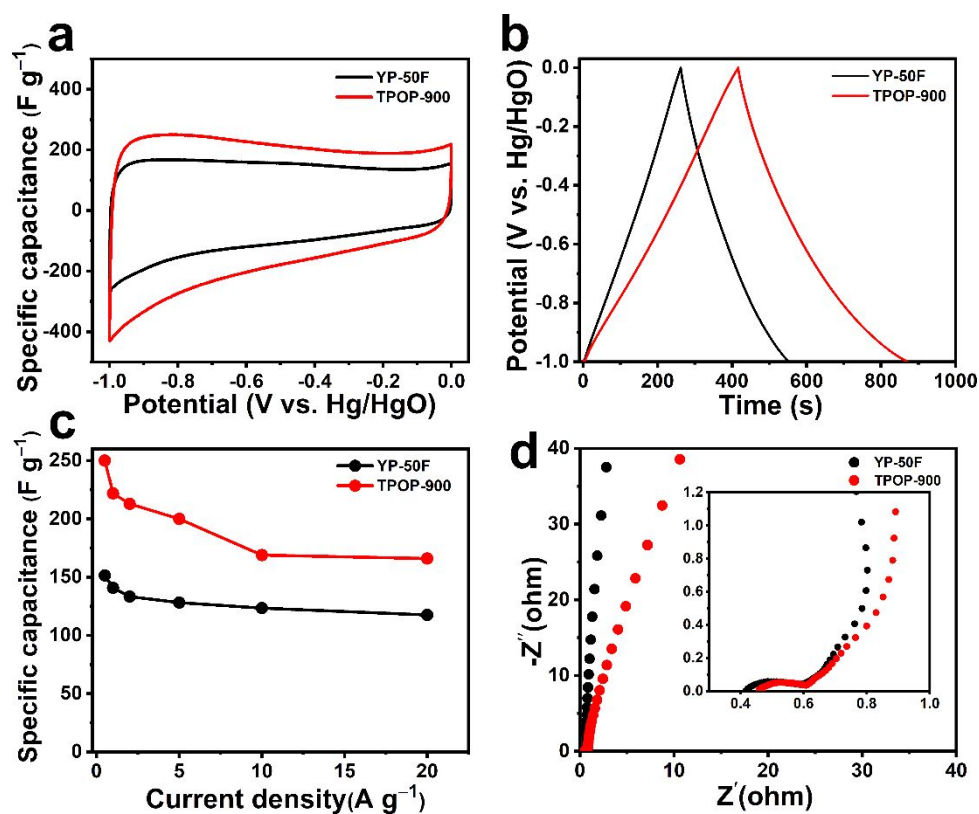 a
Specific capacitance (F g⁻¹)
400
200
0
-200
-400
YP-50F
TPOP-900
-1.0 -0.8 -0.6 -0.4 -0.2 0.0
Potential (V vs. Hg/HgO)
b
Potential (V vs. Hg/HgO)
0.0
-0.2
-0.4
-0.6
-0.8
-1.0
YP-50F
TPOP-900
0 200 400 600 800 1000
Time (s)
c
Specific capacitance (F g⁻¹)
250
200
150
100
50
0
YP-50F
TPOP-900
0 5 10 15 20
Current density(A g⁻¹)
d
-Z″(ohm)
40
30
20
10
0
YP-50F
TPOP-900
1.2
1.0
0.8
0.6
0.4
0.2
0.0
0.4 0.6 0.8 1.0
0 10 20 30 40
Z′(ohm)